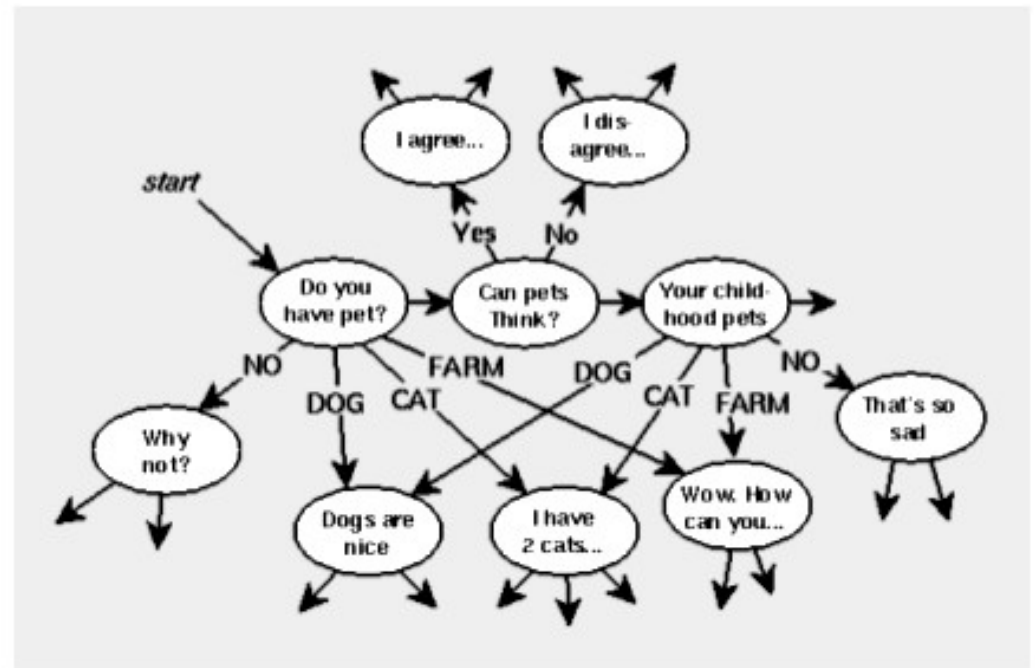 I agree...
I dis-
agree...
start
Yes
No
Do you
have pet?
Can pets
Think?
Your child-
hood pets
NO
DOG
CAT
FARM
DOG
CAT
FARM
NO
Why
not?
That's so
sad
Dogs are
nice
I have
2 cats...
Wow. How
can you...